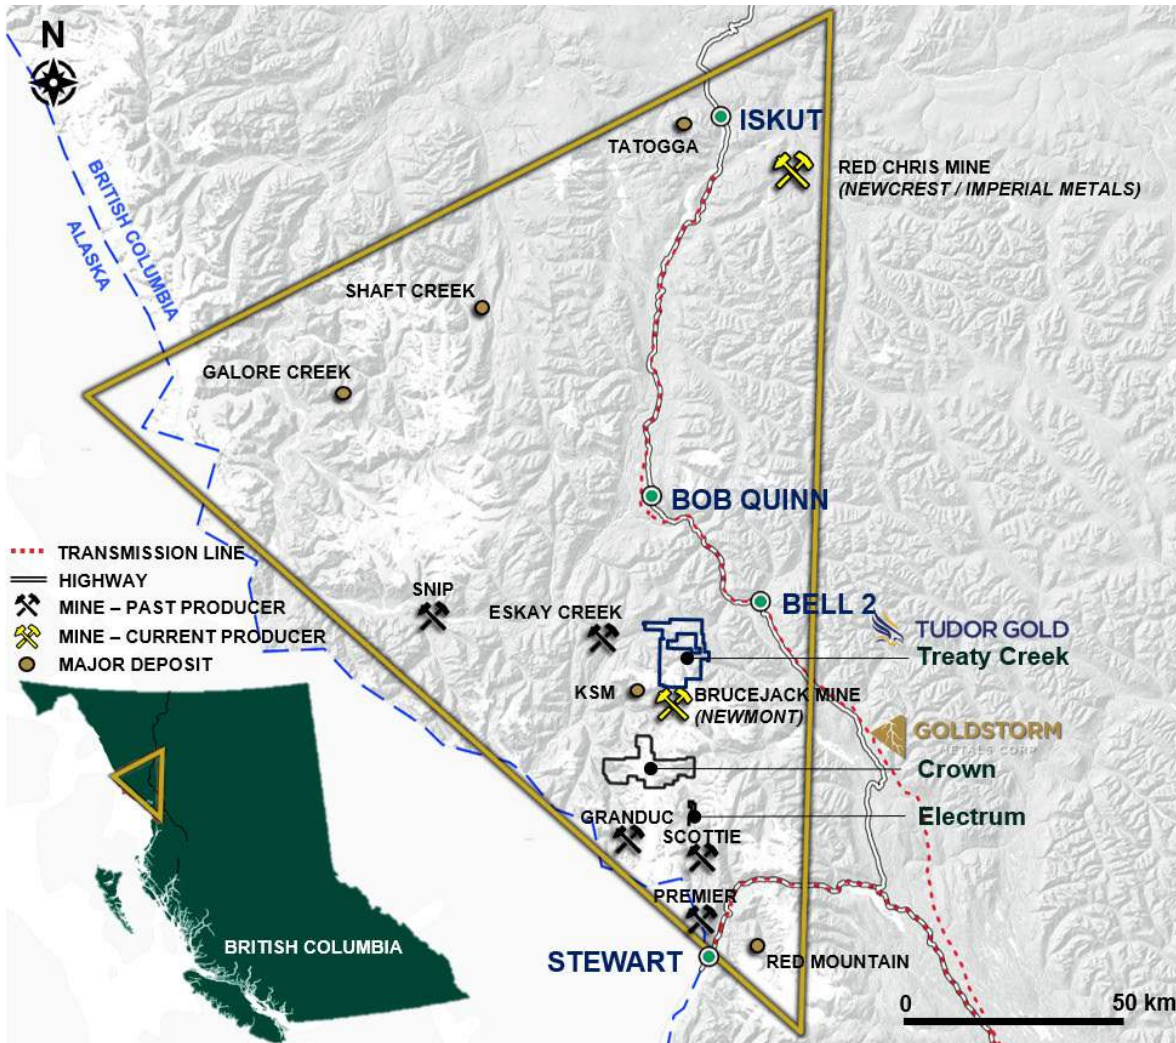 N
ISKUT
TATOGGA
RED CHRIS MINE
(NEWCREST / IMPERIAL METALS)
BRITISH COLUMBIA
ALASKA
SHAFT CREEK
GALORE CREEK
BOB QUINN
TRANSMISSION LINE
HIGHWAY
MINE – PAST PRODUCER
MINE – CURRENT PRODUCER
MAJOR DEPOSIT
SNIP
ESKAY CREEK
BELL 2
TUDOR GOLD
Treaty Creek
KSM
BRUCEJACK MINE
(NEWMONT)
GOLDSTORM
METALS CORP
Crown
Electrum
GRANDUC
SCOTTIE
PREMIER
STEWART
RED MOUNTAIN
BRITISH COLUMBIA
0 50 km